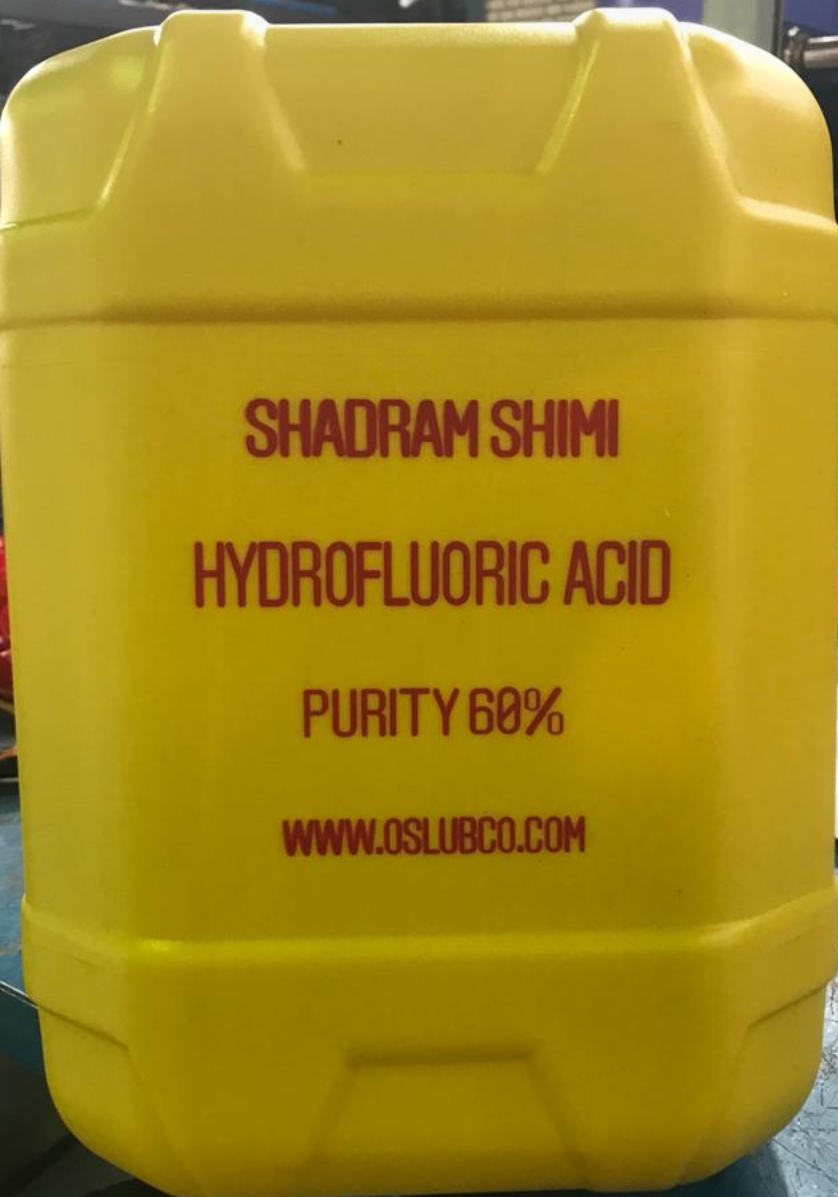 SHADRAM SHIMI
HYDROFLUORIC ACID
PURITY 60%
WWW.OSLUBCO.COM